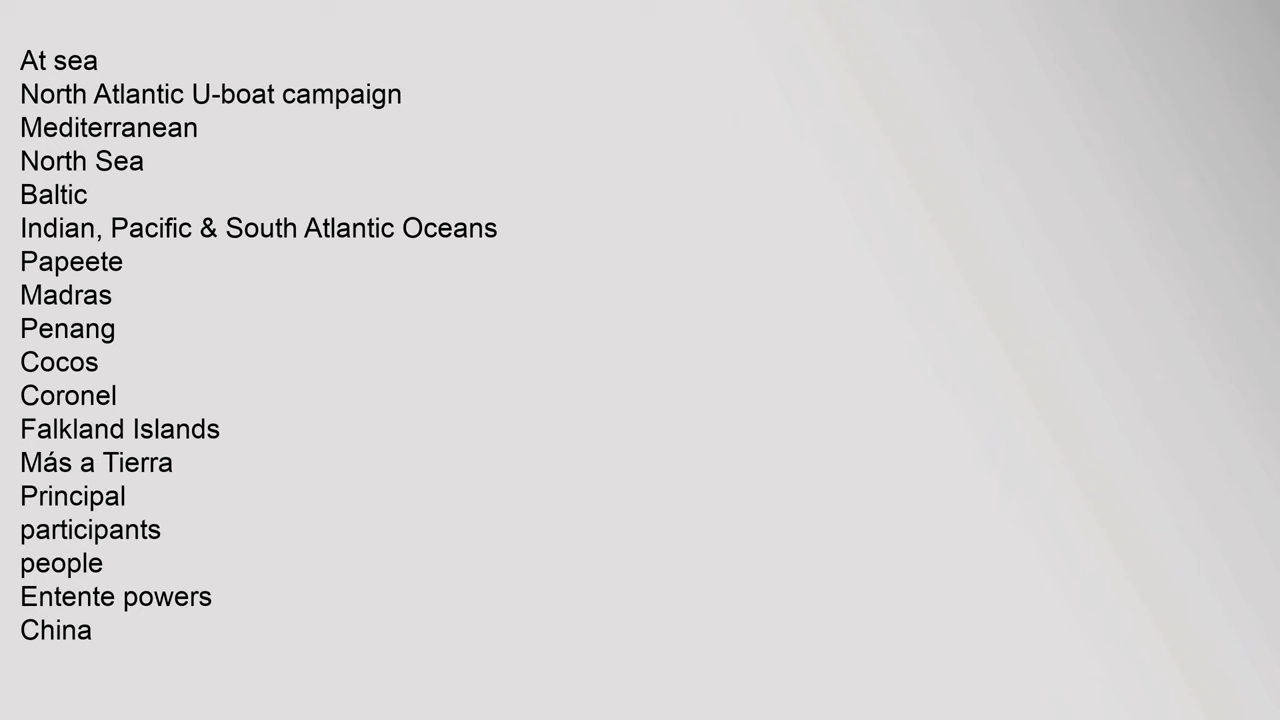 At sea
North Atlantic U-boat campaign
Mediterranean
North Sea
Baltic
Indian, Pacific & South Atlantic Oceans
Papeete
Madras
Penang
Cocos
Coronel
Falkland Islands
Más a Tierra
Principal
participants
people
Entente powers
China